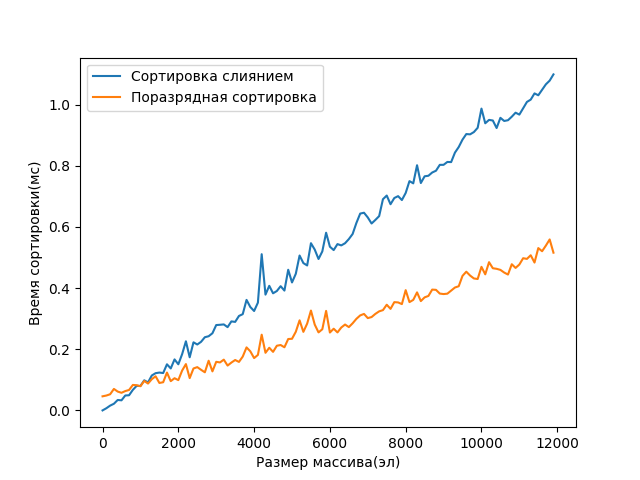 Сортировка слиянием
Поразрядная сортировка
1.0
0.8
0.6
0.4
0.2
0.0
Время сортировки(мс)
0 2000 4000 6000 8000 10000 12000
Размер массива(эл)